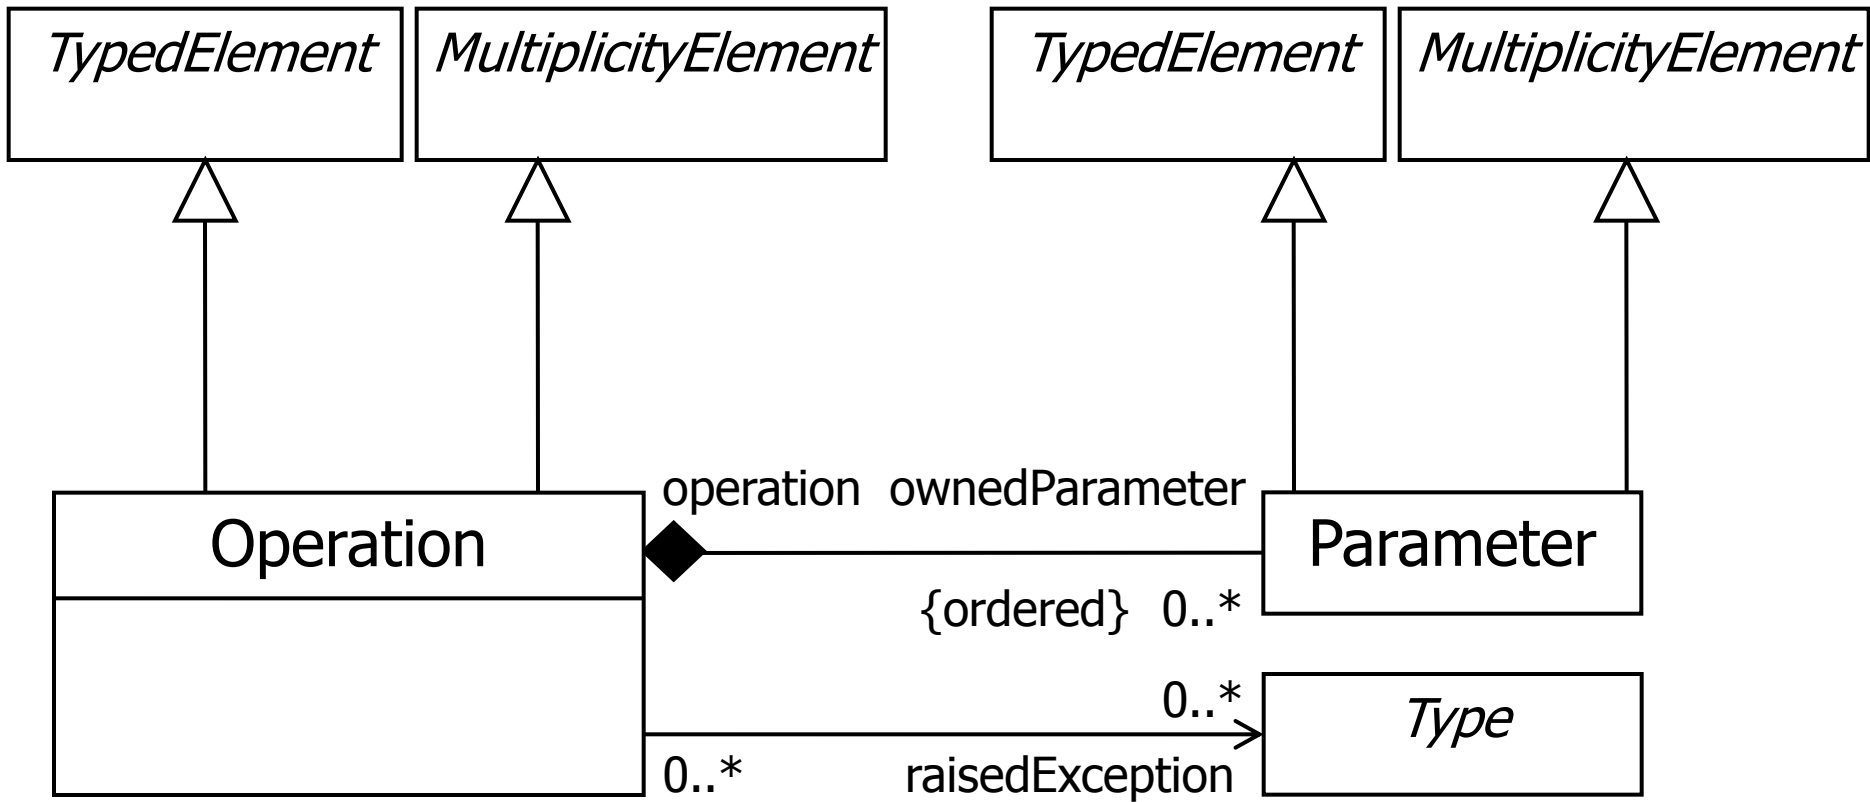 TypedElement
MultiplicityElement
TypedElement
MultiplicityElement
Operation
operation
ownedParameter
{ordered} 0..*
Parameter
0..*
raisedException
0..*
Type